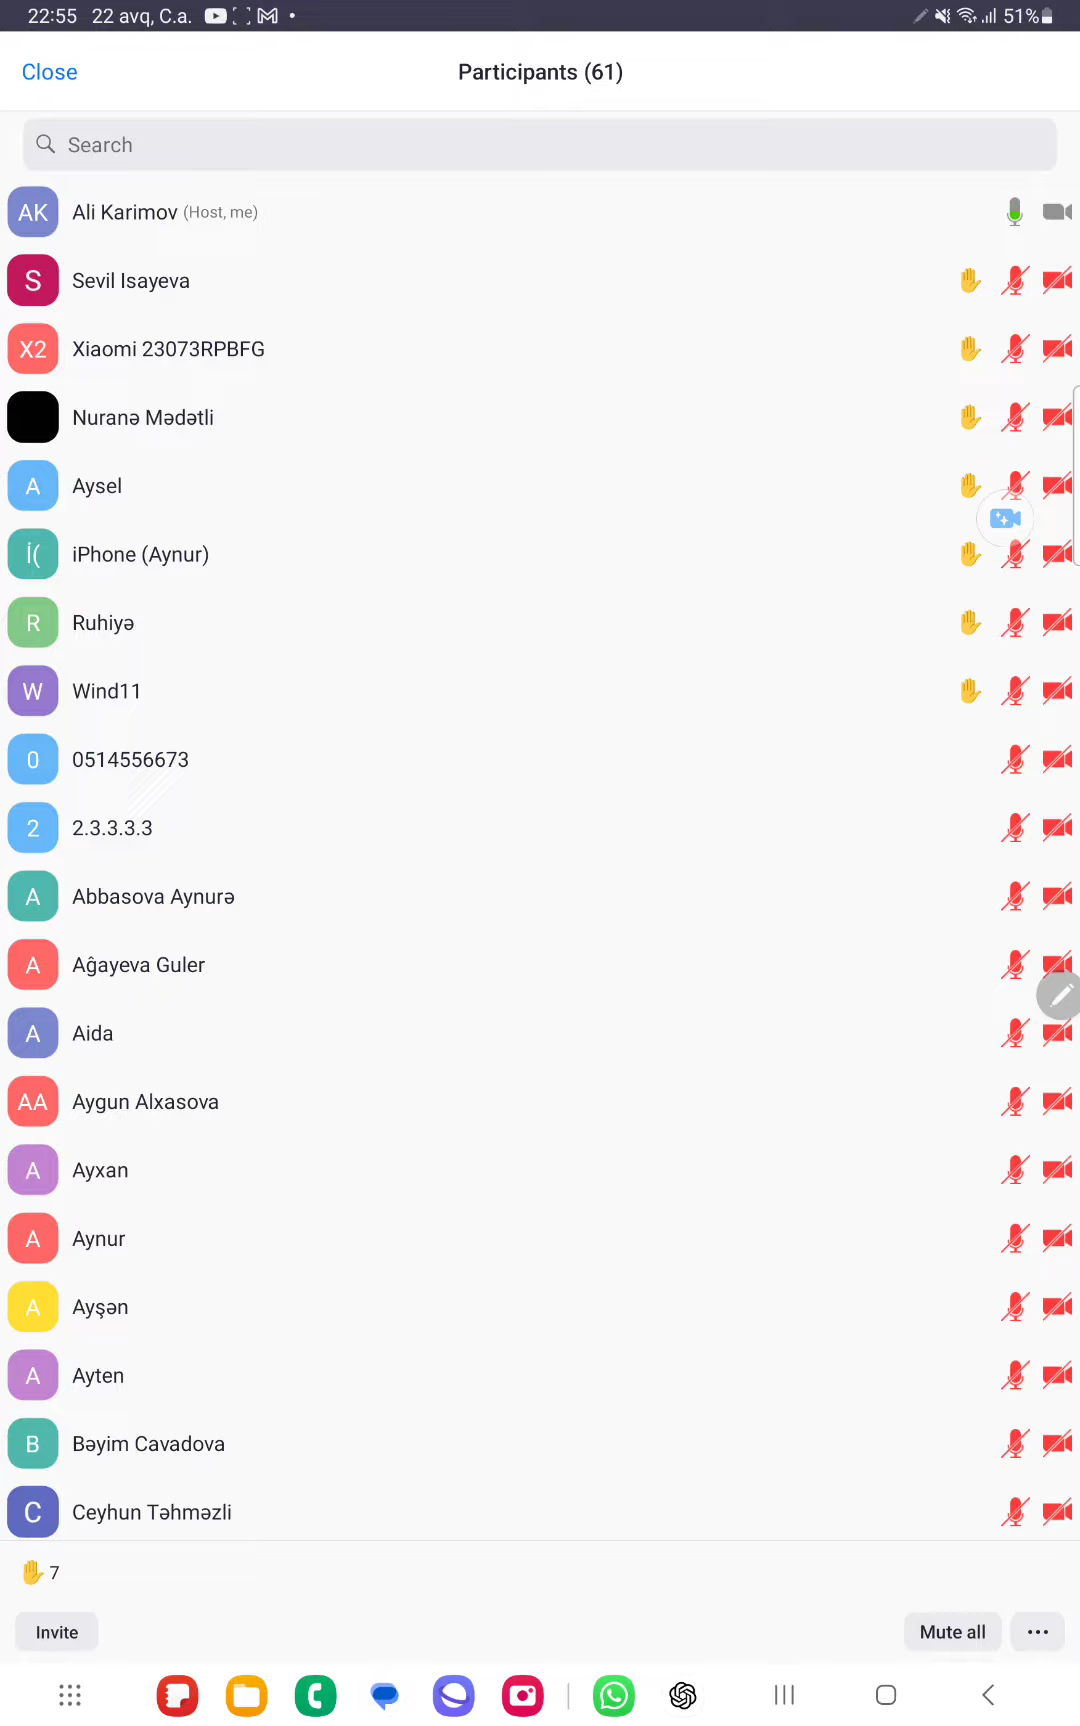 22:55 22 avq, C.a. • 51%
Close
Participants (61)
Search
AK Ali Karimov (Host, me)
S Sevil Isayeva
X2 Xiaomi 23073RPBFG
Nuranə Mədətli
A Aysel
İ( iPhone (Aynur)
R Ruhiyə
W Wind11
0 0514556673
2 2.3.3.3.3
A Abbasova Aynurə
A Aĝayeva Guler
A Aida
AA Aygun Alxasova
A Ayxan
A Aynur
A Ayşən
A Ayten
B Bəyim Cavadova
C Ceyhun Təhməzli
7
Invite
Mute all